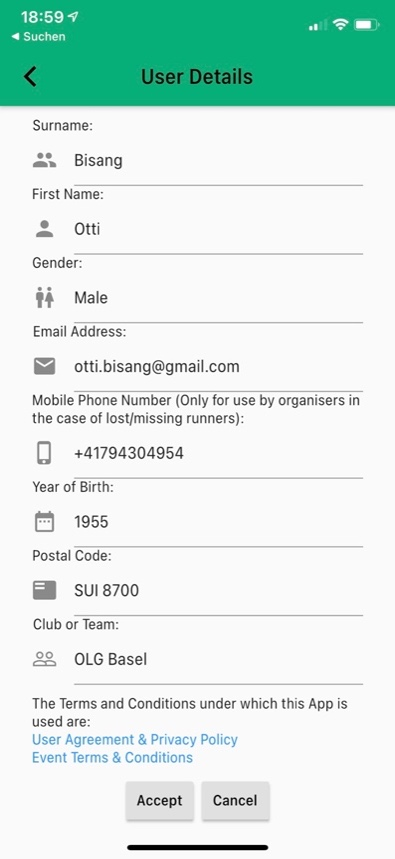 18:59
Suchen
User Details
Surname:
Bisang
First Name:
Otti
Gender:
Male
Email Address:
otti.bisang@gmail.com
Mobile Phone Number (Only for use by organisers in
the case of lost/missing runners):
+41794304954
Year of Birth:
1955
Postal Code:
SUI 8700
Club or Team:
OLG Basel
The Terms and Conditions under which this App is
used are:
User Agreement & Privacy Policy
Event Terms & Conditions
Accept Cancel